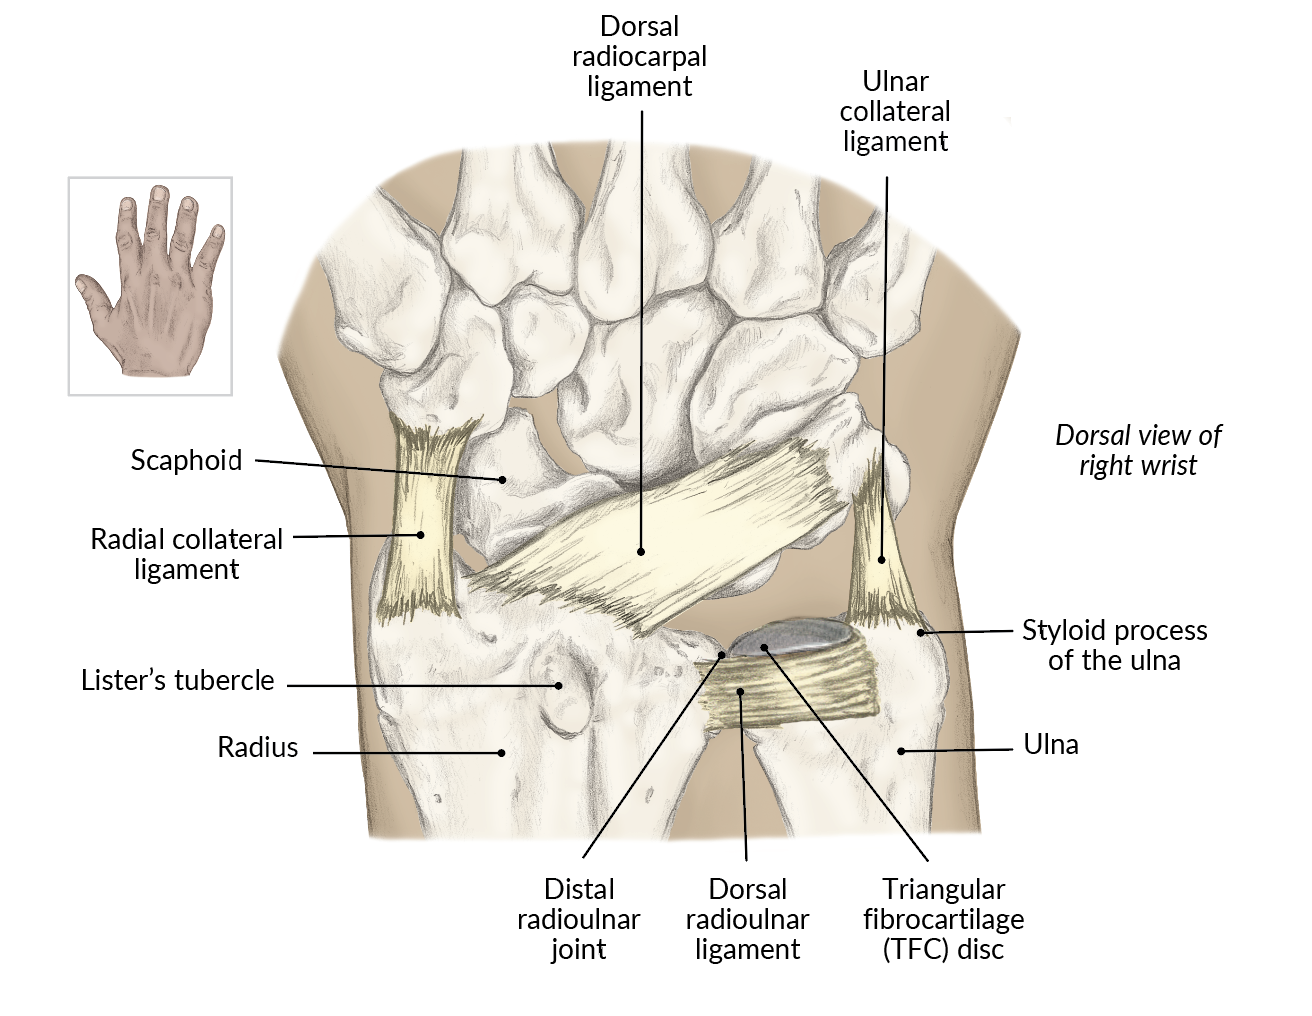 Dorsal
radiocarpal
ligament
Ulnar
collateral
ligament
Scaphoid
Radial collateral
ligament
Lister’s tubercle
Radius
Dorsal view of
right wrist
Styloid process
of the ulna
Ulna
Distal
radioulnar
joint
Dorsal
radioulnar
ligament
Triangular
fibrocartilage
(TFC) disc